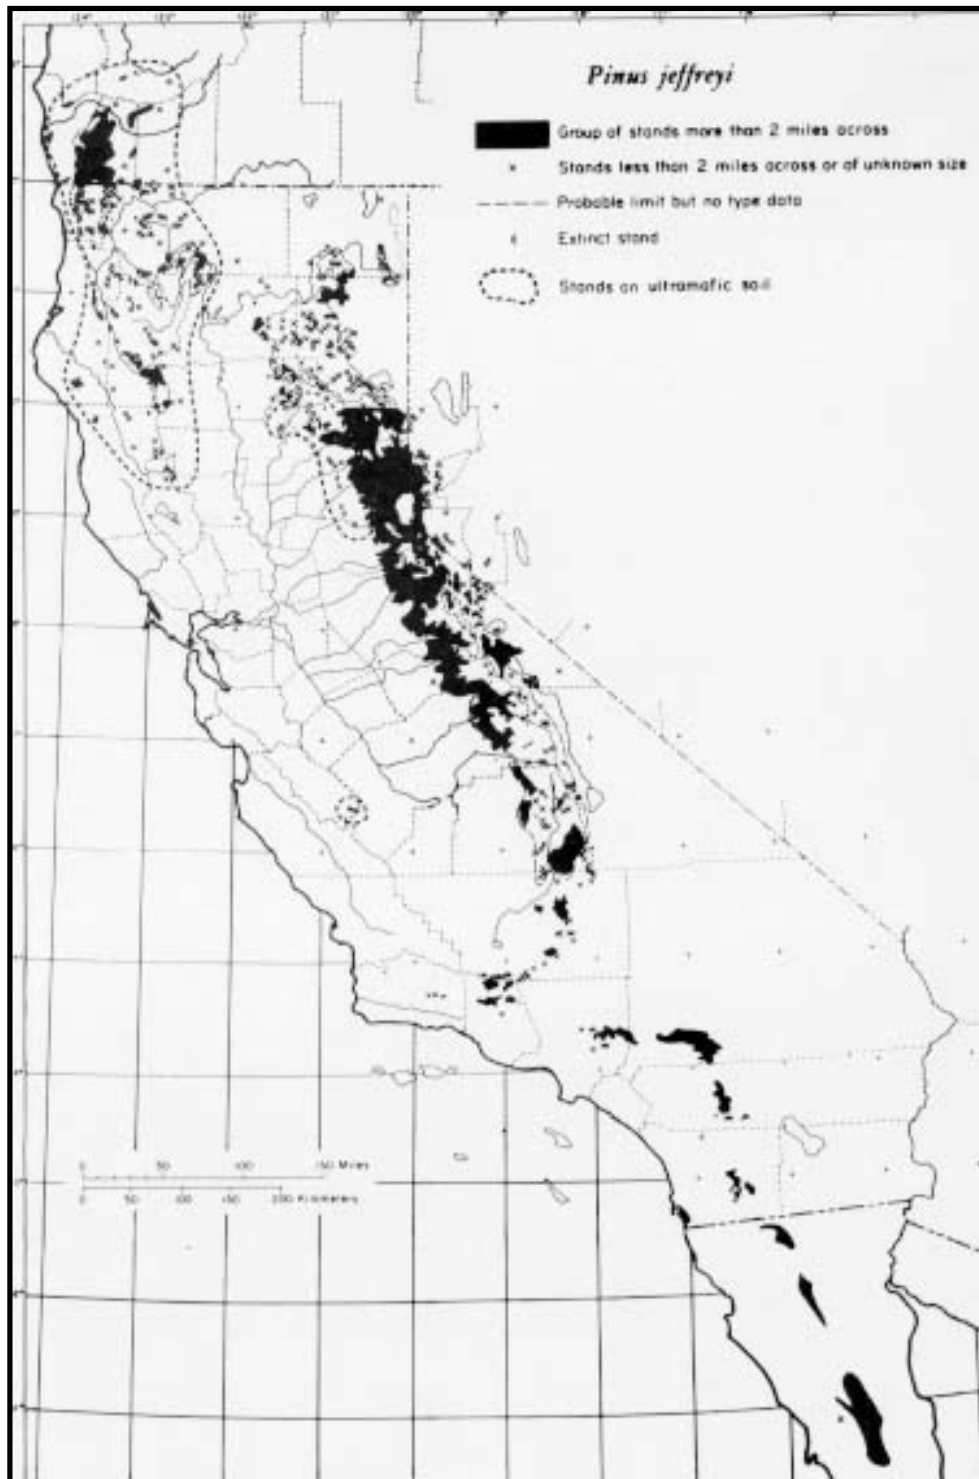 Pinus jeffreyi
Group of stands more than 2 miles across
Stands less than 2 miles across or of unknown size
Probable limit but no type data
Extinct stand
Stands on ultramafic soil
0 50 100 150 Miles
0 50 100 150 200 Kilometers